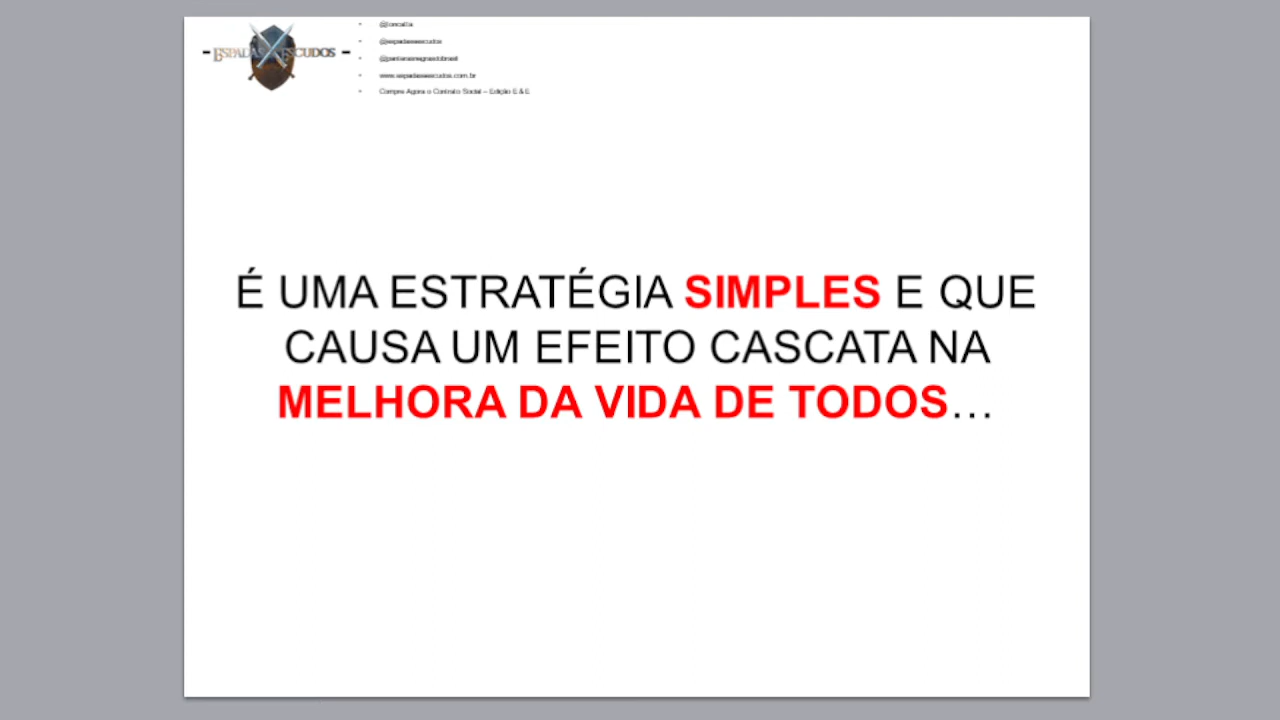 ESPADAS ESCUDOS
@espadaseescudos
@panterasnegrasdobrasil
www.espadaseescudos.com.br
Compre Agora o Contrato Social – Edição E & E
É UMA ESTRATÉGIA SIMPLES E QUE
CAUSA UM EFEITO CASCATA NA
MELHORA DA VIDA DE TODOS…